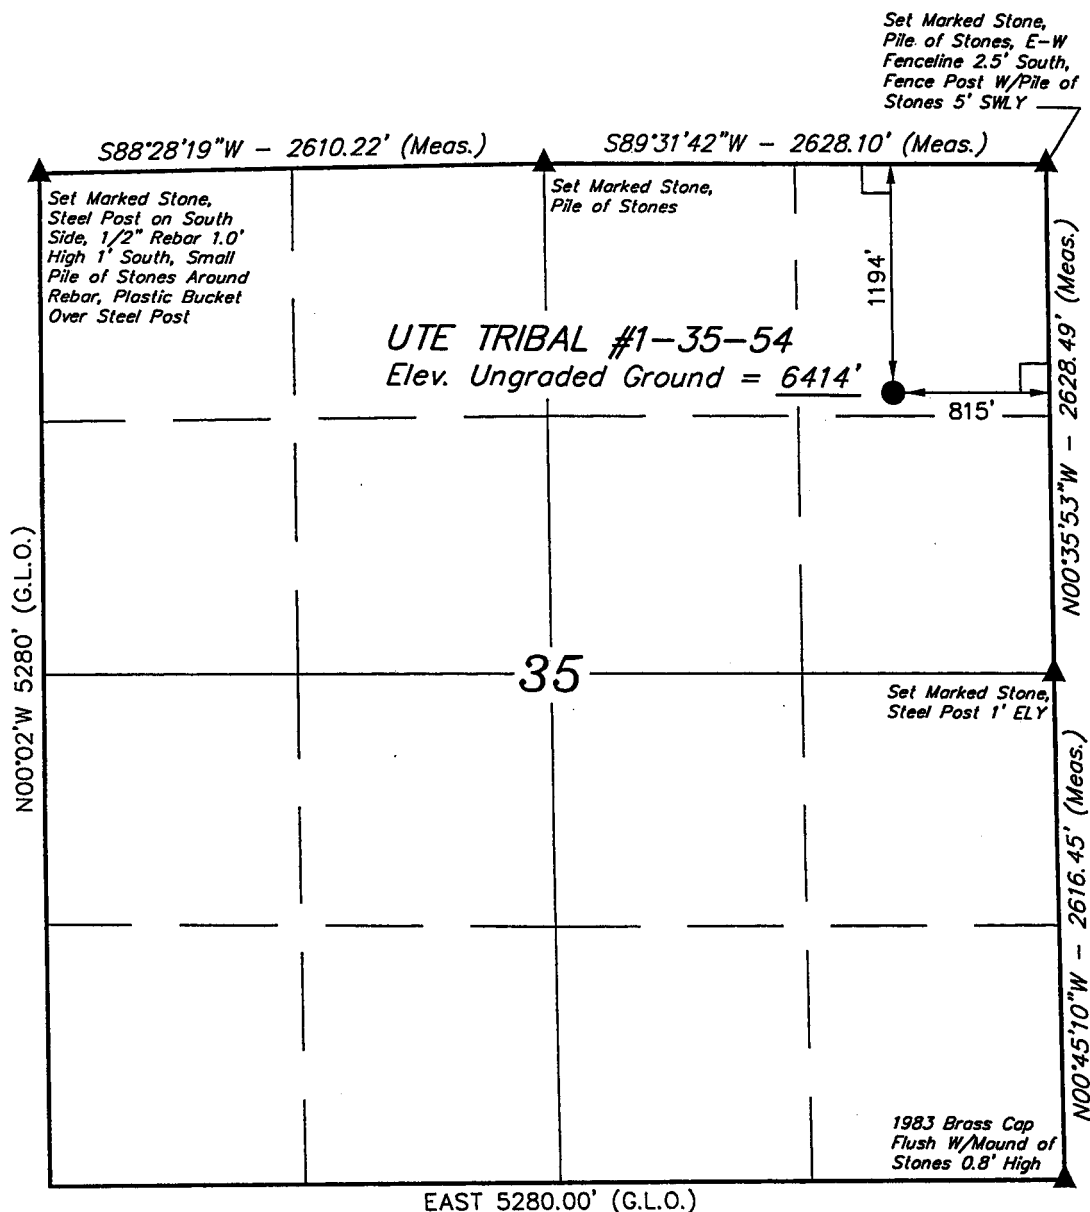 Set Marked Stone,
Pile of Stones, E-W
Fenceline 2.5' South,
Fence Post W/Pile of
Stones 5' SWLY
S88°28'19"W - 2610.22' (Meas.)
S89°31'42"W - 2628.10' (Meas.)
Set Marked Stone,
Steel Post on South
Side, 1/2" Rebar 1.0'
High 1' South, Small
Pile of Stones Around
Rebar, Plastic Bucket
Over Steel Post
Set Marked Stone,
Pile of Stones
1194'
N00°35'53"W - 2628.49' (Meas.)
UTE TRIBAL #1-35-54
Elev. Ungraded Ground = 6414'
815'
N00°02'W 5280' (G.L.O.)
35
Set Marked Stone,
Steel Post 1' ELY
N00°45'10"W - 2616.45' (Meas.)
1983 Brass Cap
Flush W/Mound of
Stones 0.8' High
EAST 5280.00' (G.L.O.)